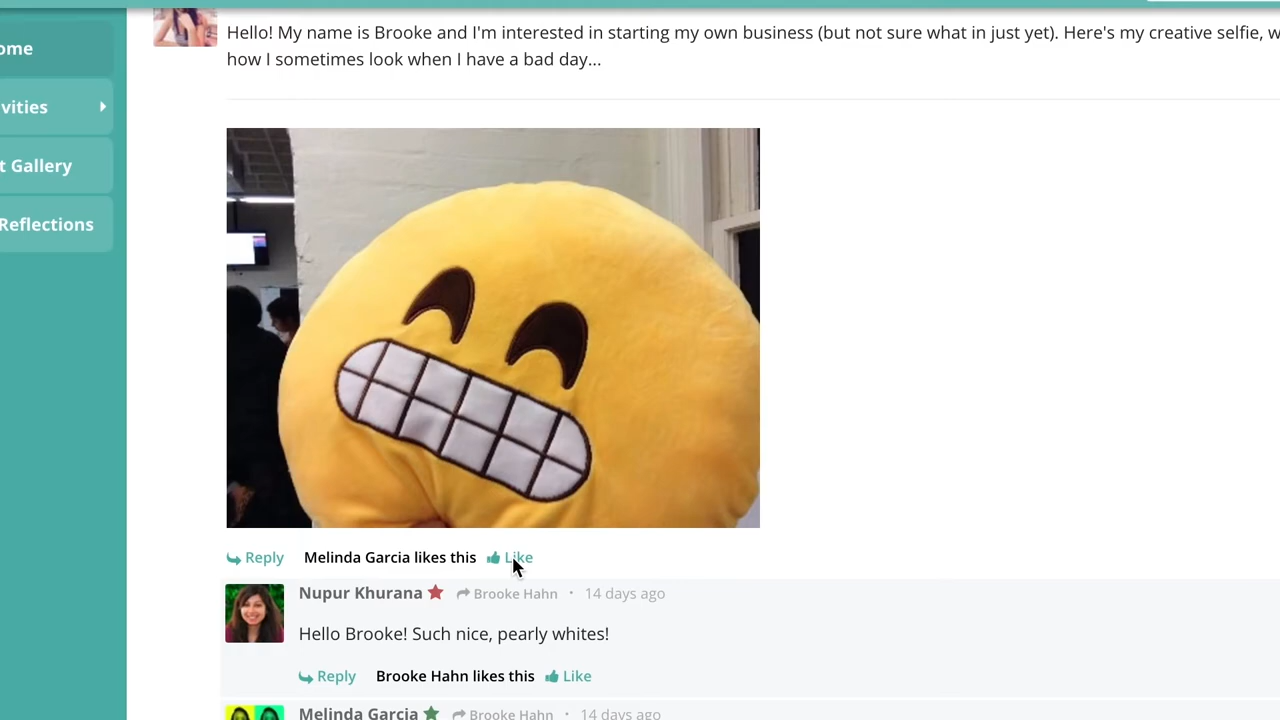 Hello! My name is Brooke and I'm interested in starting my own business (but not sure what in just yet). Here's my creative selfie,
how I sometimes look when I have a bad day...
ome
vities
t Gallery
Reflections
Reply Melinda Garcia likes this Like
Nupur Khurana Brooke Hahn · 14 days ago
Hello Brooke! Such nice, pearly whites!
Reply Brooke Hahn likes this Like
Melinda Garcia Brooke Hahn · 14 days ago